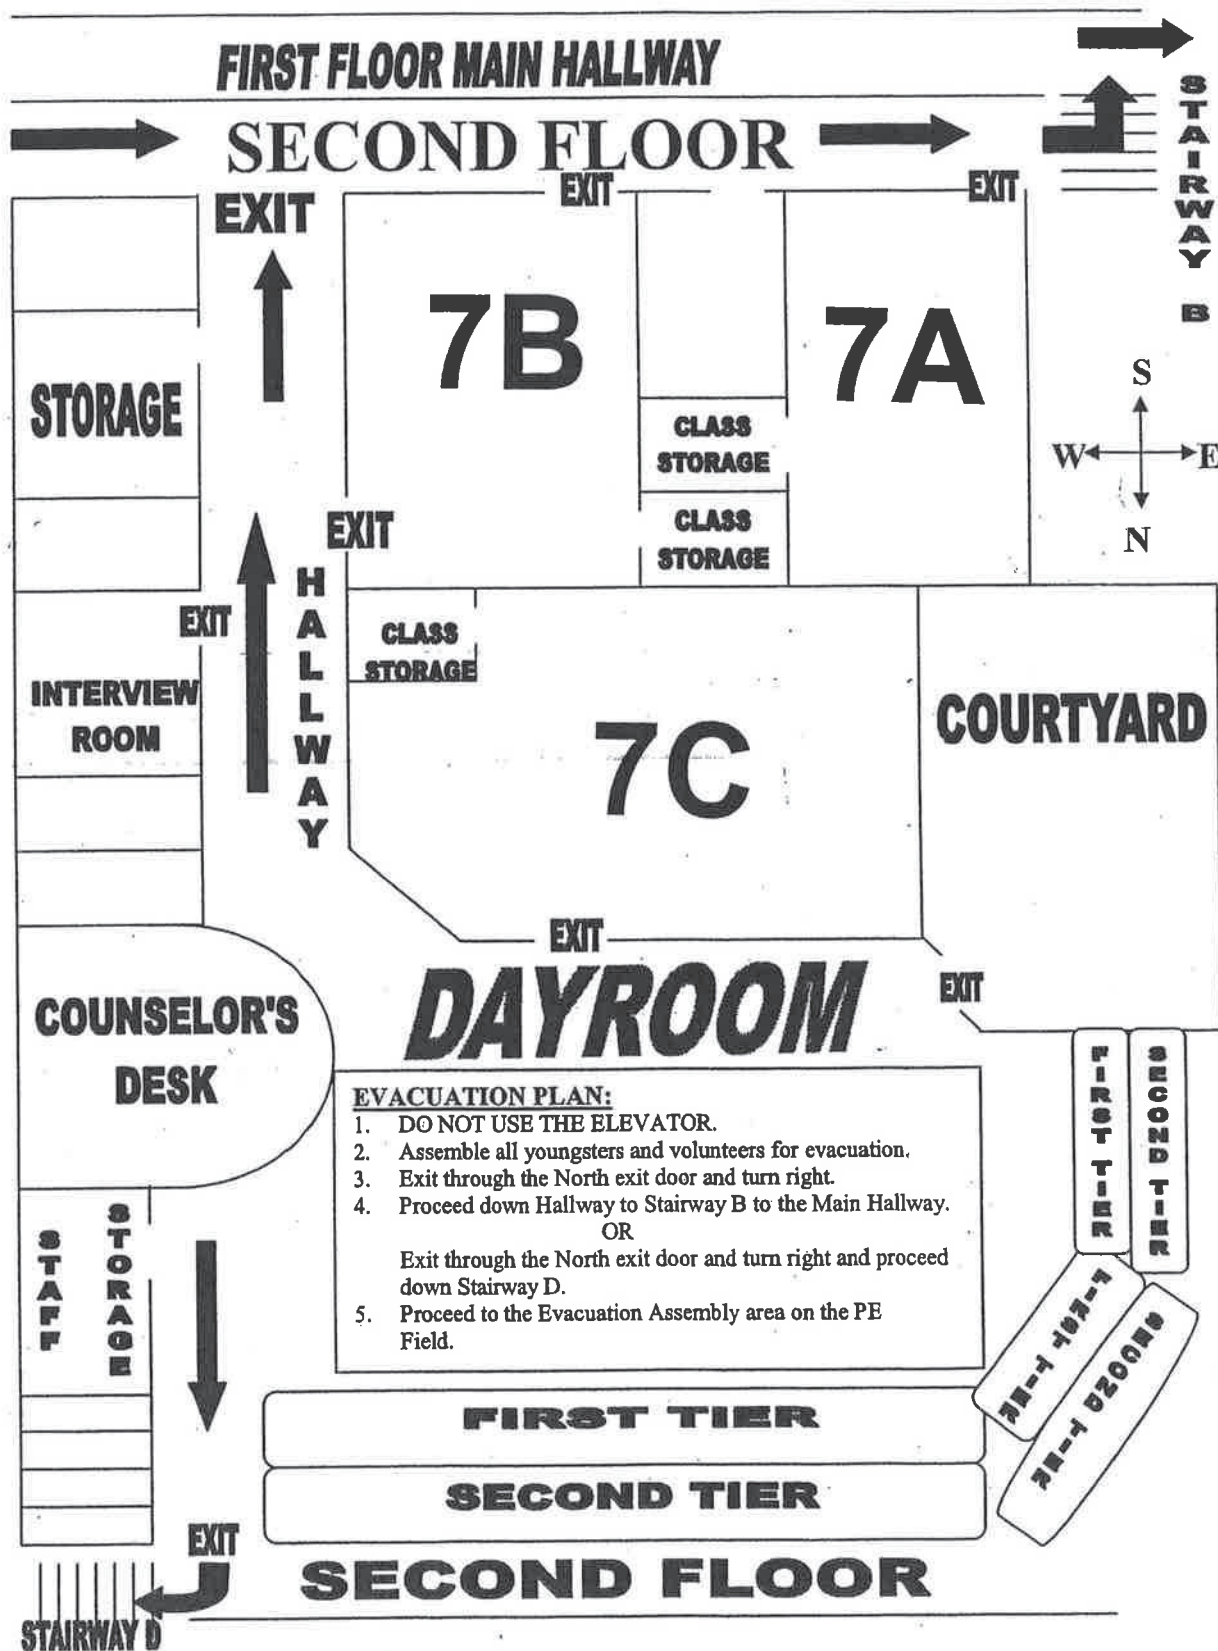 FIRST FLOOR MAIN HALLWAY
SECOND FLOOR
STAIRWAY B
EXIT
EXIT
EXIT
7B
7A
STORAGE
CLASS
STORAGE
S
W
E
N
EXIT
CLASS
STORAGE
HALLWAY
EXIT
CLASS
STORAGE
INTERVIEW
ROOM
7C
COURTYARD
EXIT
DAYROOM
EXIT
COUNSELOR'S
DESK
FIRST TIER
SECOND TIER
EVACUATION PLAN:
1. DO NOT USE THE ELEVATOR.
2. Assemble all youngsters and volunteers for evacuation.
3. Exit through the North exit door and turn right.
4. Proceed down Hallway to Stairway B to the Main Hallway.
OR
Exit through the North exit door and turn right and proceed
down Stairway D.
5. Proceed to the Evacuation Assembly area on the PE
Field.
STAFF
STORAGE
FIRST TIER
SECOND TIER
FIRST TIER
SECOND TIER
EXIT
SECOND FLOOR
STAIRWAY D